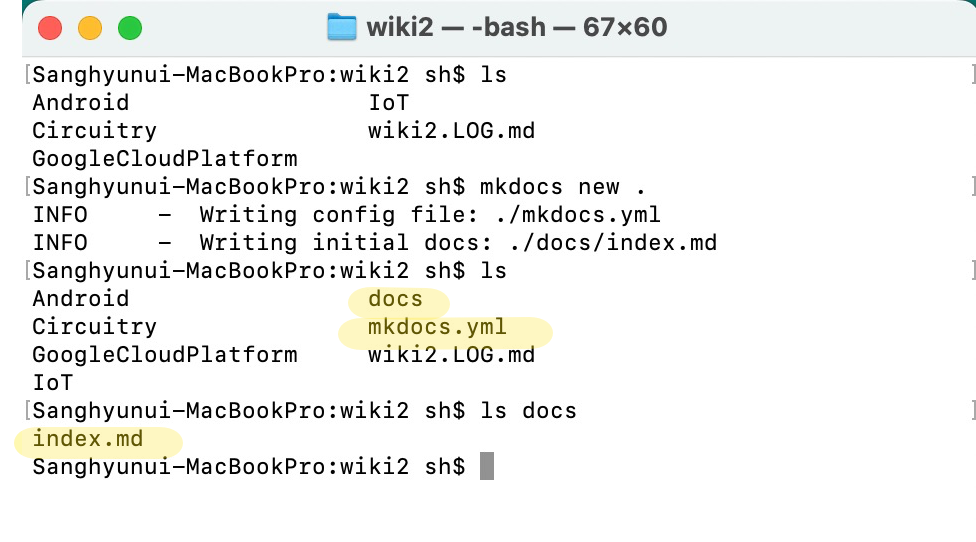 wiki2 — -bash — 67×60
[Sanghyunui-MacBookPro:wiki2 sh$ ls ]
Android IoT
Circuitry wiki2.LOG.md
GoogleCloudPlatform
[Sanghyunui-MacBookPro:wiki2 sh$ mkdocs new . ]
INFO     -  Writing config file: ./mkdocs.yml
INFO     -  Writing initial docs: ./docs/index.md
[Sanghyunui-MacBookPro:wiki2 sh$ ls ]
Android docs
Circuitry mkdocs.yml
GoogleCloudPlatform wiki2.LOG.md
IoT
[Sanghyunui-MacBookPro:wiki2 sh$ ls docs ]
index.md
Sanghyunui-MacBookPro:wiki2 sh$